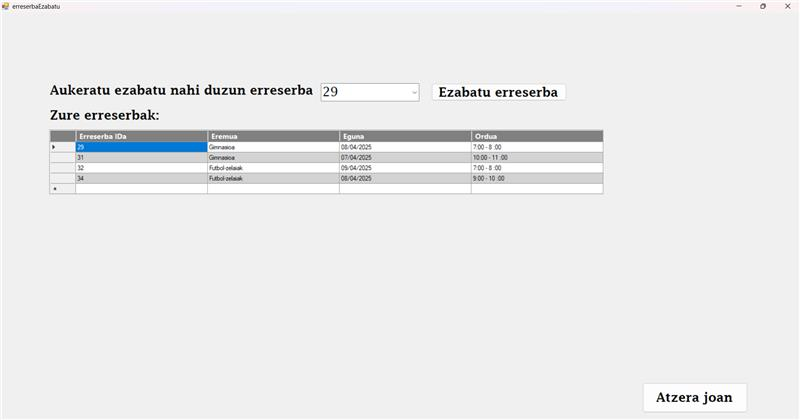 erreserbaEzabatu
Aukeratu ezabatu nahi duzun erreserba 29 Ezabatu erreserba
Zure erreserbak:
Erreserba IDa Eremua Eguna Ordua
29 Gimnasioa 08/04/2025 7:00 - 8 :00
31 Gimnasioa 07/04/2025 10:00 - 11 :00
32 Futbol-zelaiak 09/04/2025 7:00 - 8 :00
34 Futbol-zelaiak 08/04/2025 9:00 - 10 :00
Atzera joan